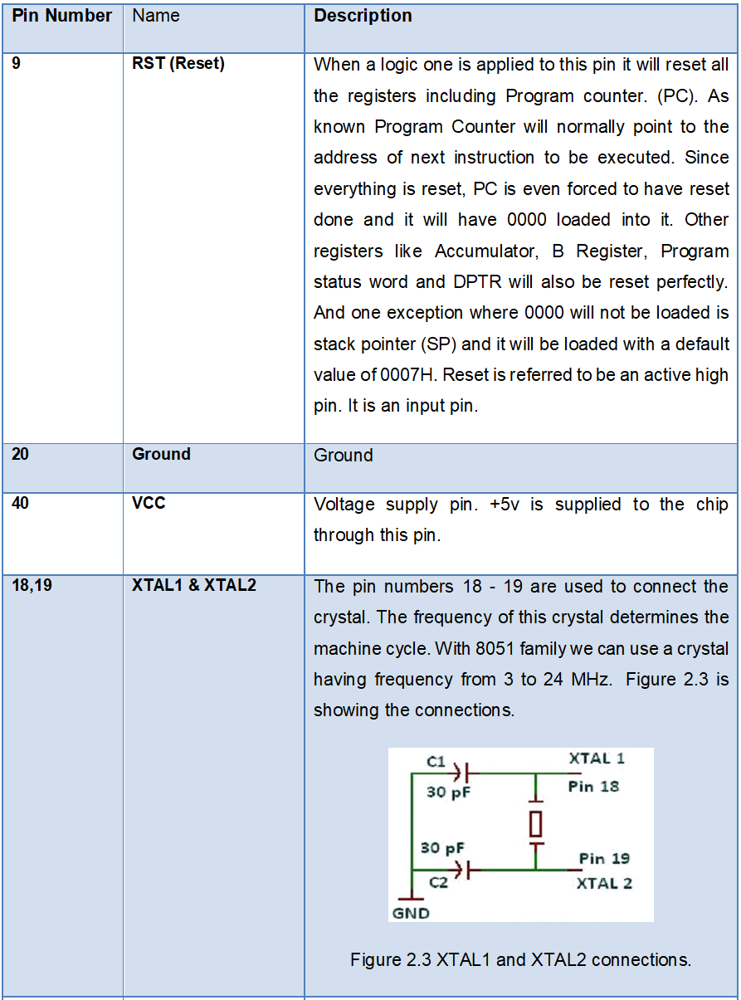 Pin Number Name Description
9 RST (Reset) When a logic one is applied to this pin it will reset all
the registers including Program counter. (PC). As
known Program Counter will normally point to the
address of next instruction to be executed. Since
everything is reset, PC is even forced to have reset
done and it will have 0000 loaded into it. Other
registers like Accumulator, B Register, Program
status word and DPTR will also be reset perfectly.
And one exception where 0000 will not be loaded is
stack pointer (SP) and it will be loaded with a default
value of 0007H. Reset is referred to be an active high
pin. It is an input pin.
20 Ground Ground
40 VCC Voltage supply pin. +5v is supplied to the chip
through this pin.
18,19 XTAL1 & XTAL2 The pin numbers 18 - 19 are used to connect the
crystal. The frequency of this crystal determines the
machine cycle. With 8051 family we can use a crystal
having frequency from 3 to 24 MHz. Figure 2.3 is
showing the connections.
C1 XTAL 1
30 pF Pin 18
30 pF Pin 19
C2 XTAL 2
GND
Figure 2.3 XTAL1 and XTAL2 connections.